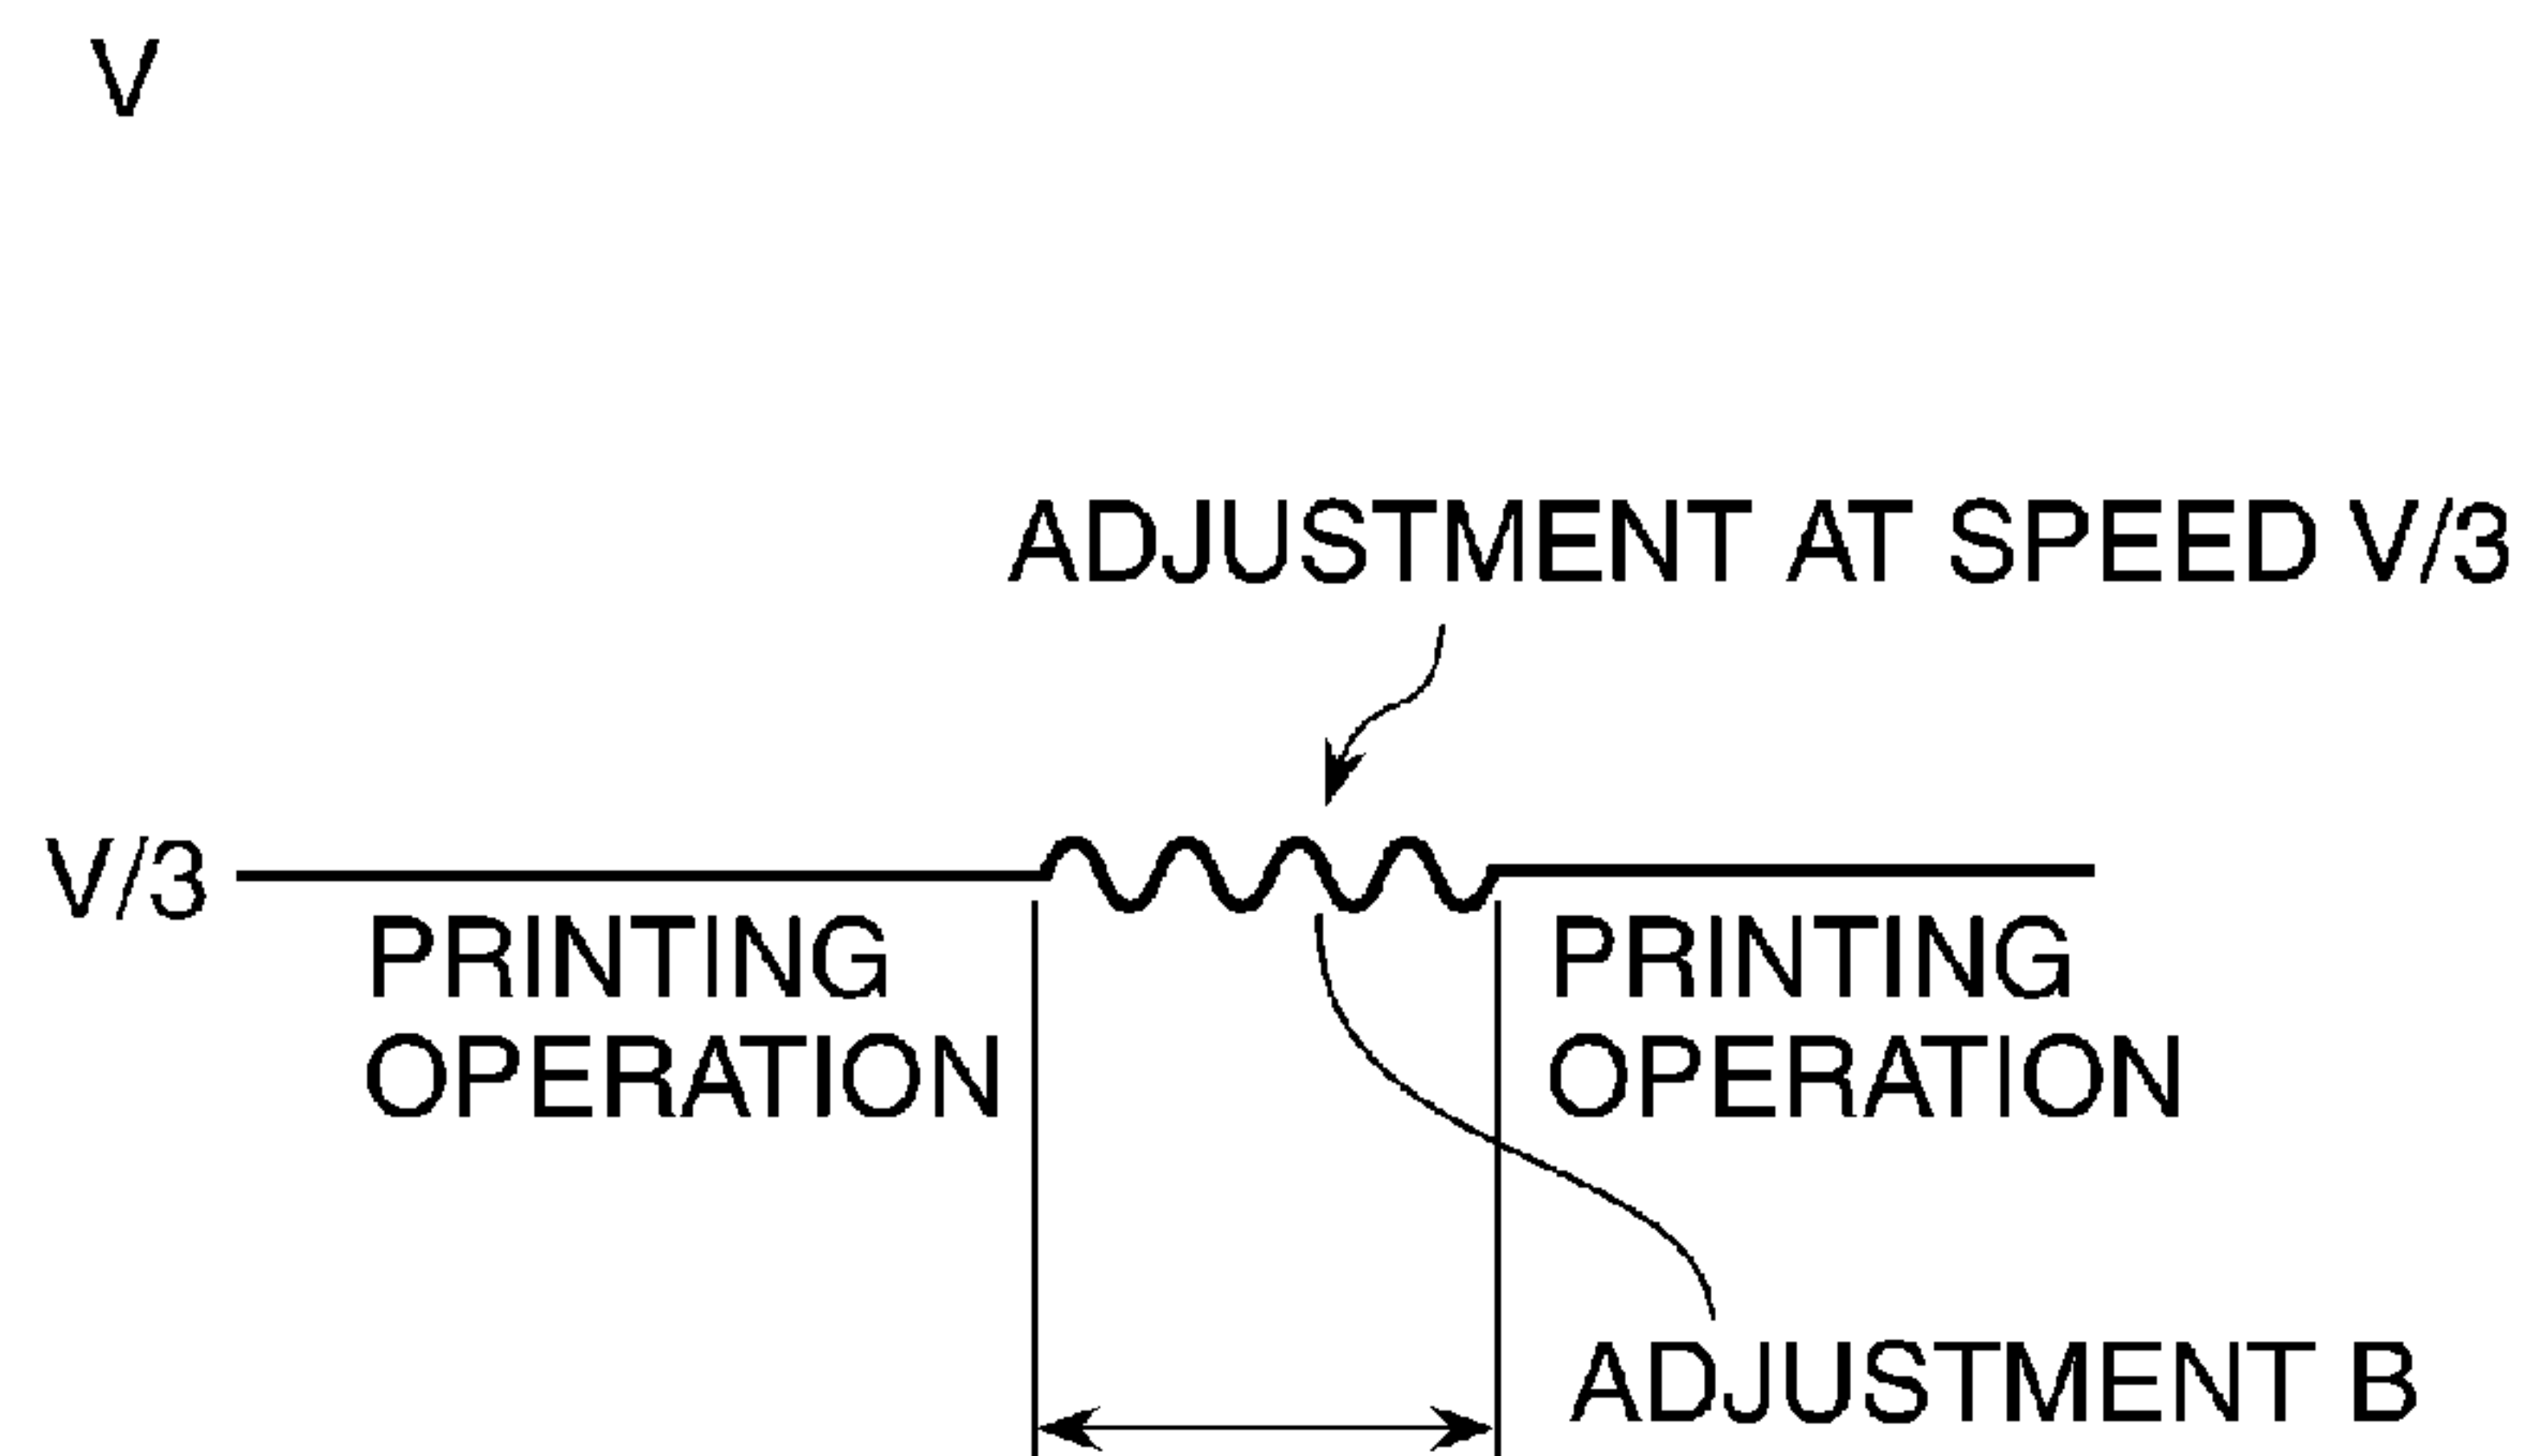 V
ADJUSTMENT AT SPEED V/3
V/3
PRINTING
OPERATION
PRINTING
OPERATION
ADJUSTMENT B